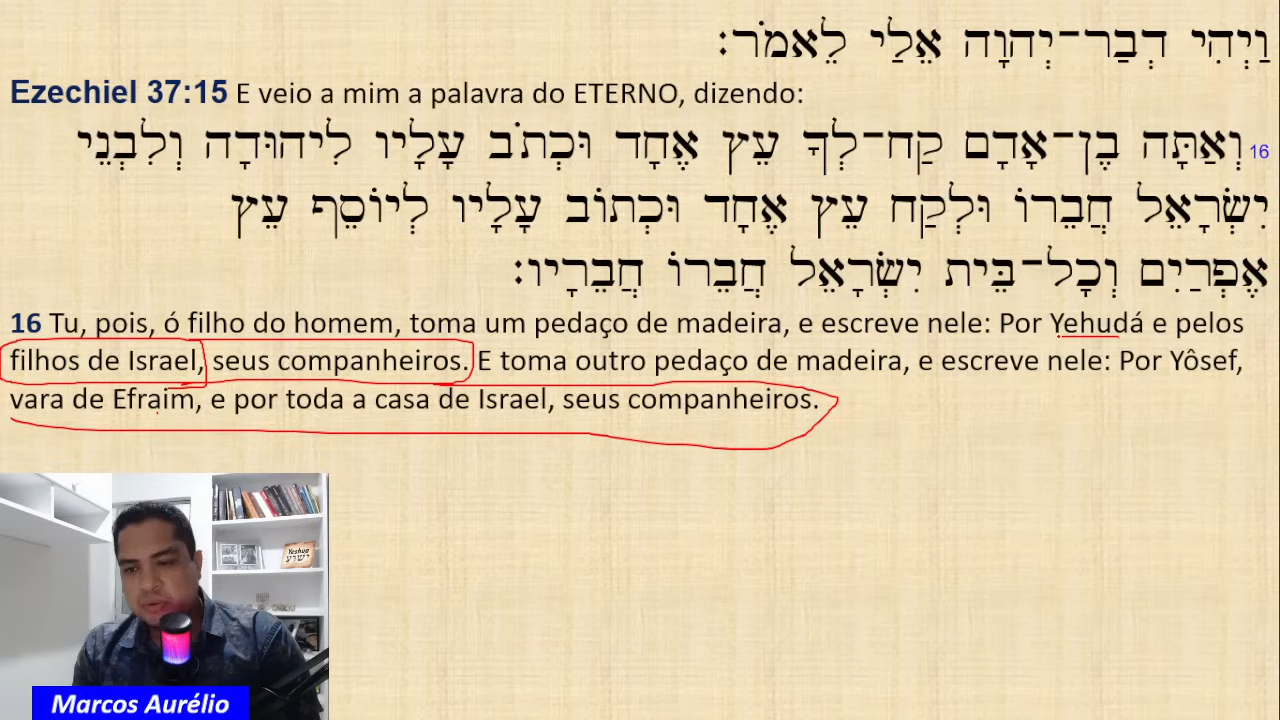 וַיְהִי דְבַר־יְהוָה אֵלַי לֵאמֹר׃
Ezechiel 37:15 E veio a mim a palavra do ETERNO, dizendo:
16 וְאַתָּה בֶן־אָדָם קַח־לְךָ עֵץ אֶחָד וּכְתֹב עָלָיו לִיהוּדָה וְלִבְנֵי
יִשְׂרָאֵל חֲבֵרוֹ וּלְקַח עֵץ אֶחָד וּכְתוֹב עָלָיו לְיוֹסֵף עֵץ
אֶפְרַיִם וְכָל־בֵּית יִשְׂרָאֵל חֲבֵרוֹ חֲבֵרָיו׃
16 Tu, pois, ó filho do homem, toma um pedaço de madeira, e escreve nele: Por Yehudá e pelos
filhos de Israel, seus companheiros. E toma outro pedaço de madeira, e escreve nele: Por Yôsef,
vara de Efraim, e por toda a casa de Israel, seus companheiros.
Yeshua
ישוע
Marcos Aurélio